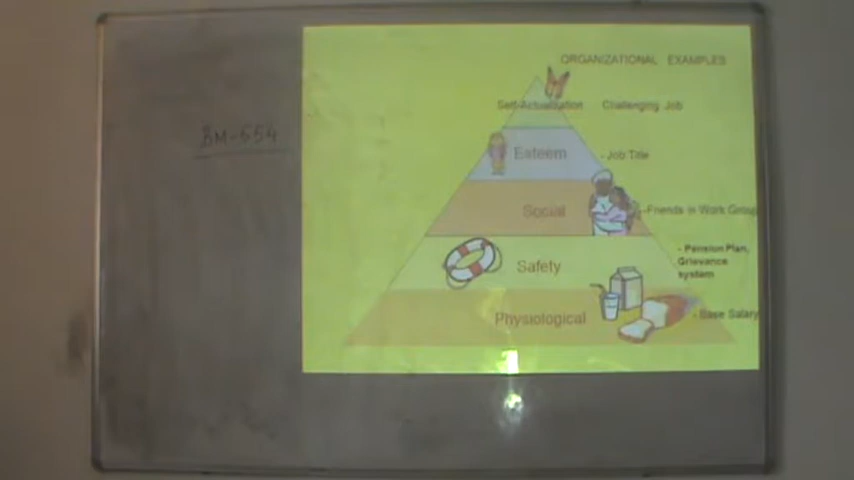 BM-554
ORGANIZATIONAL EXAMPLES
Self-Actualization Challenging Job
Esteem - Job Title
Social -Friends in Work Group
- Pension Plan,
Safety Grievance
system
Physiological - Base Salary